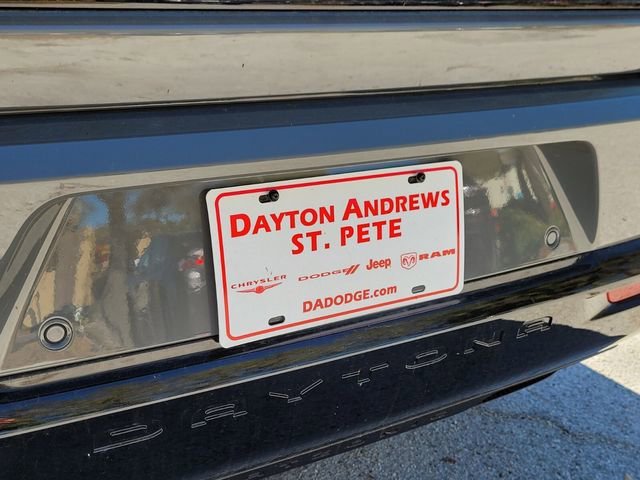 DAYTON ANDREWS
ST. PETE
CHRYSLER DODGE Jeep RAM
DADODGE.com
DAYTONA